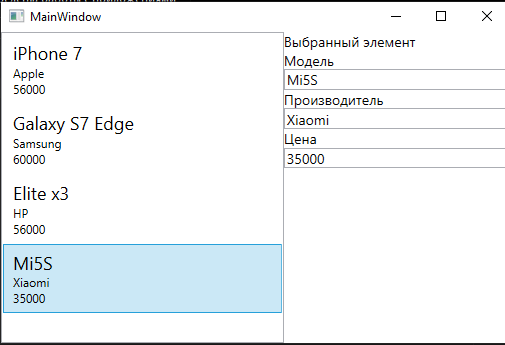 MainWindow
iPhone 7
Apple
56000
Galaxy S7 Edge
Samsung
60000
Elite x3
HP
56000
Mi5S
Xiaomi
35000
Выбранный элемент
Модель
Mi5S
Производитель
Xiaomi
Цена
35000